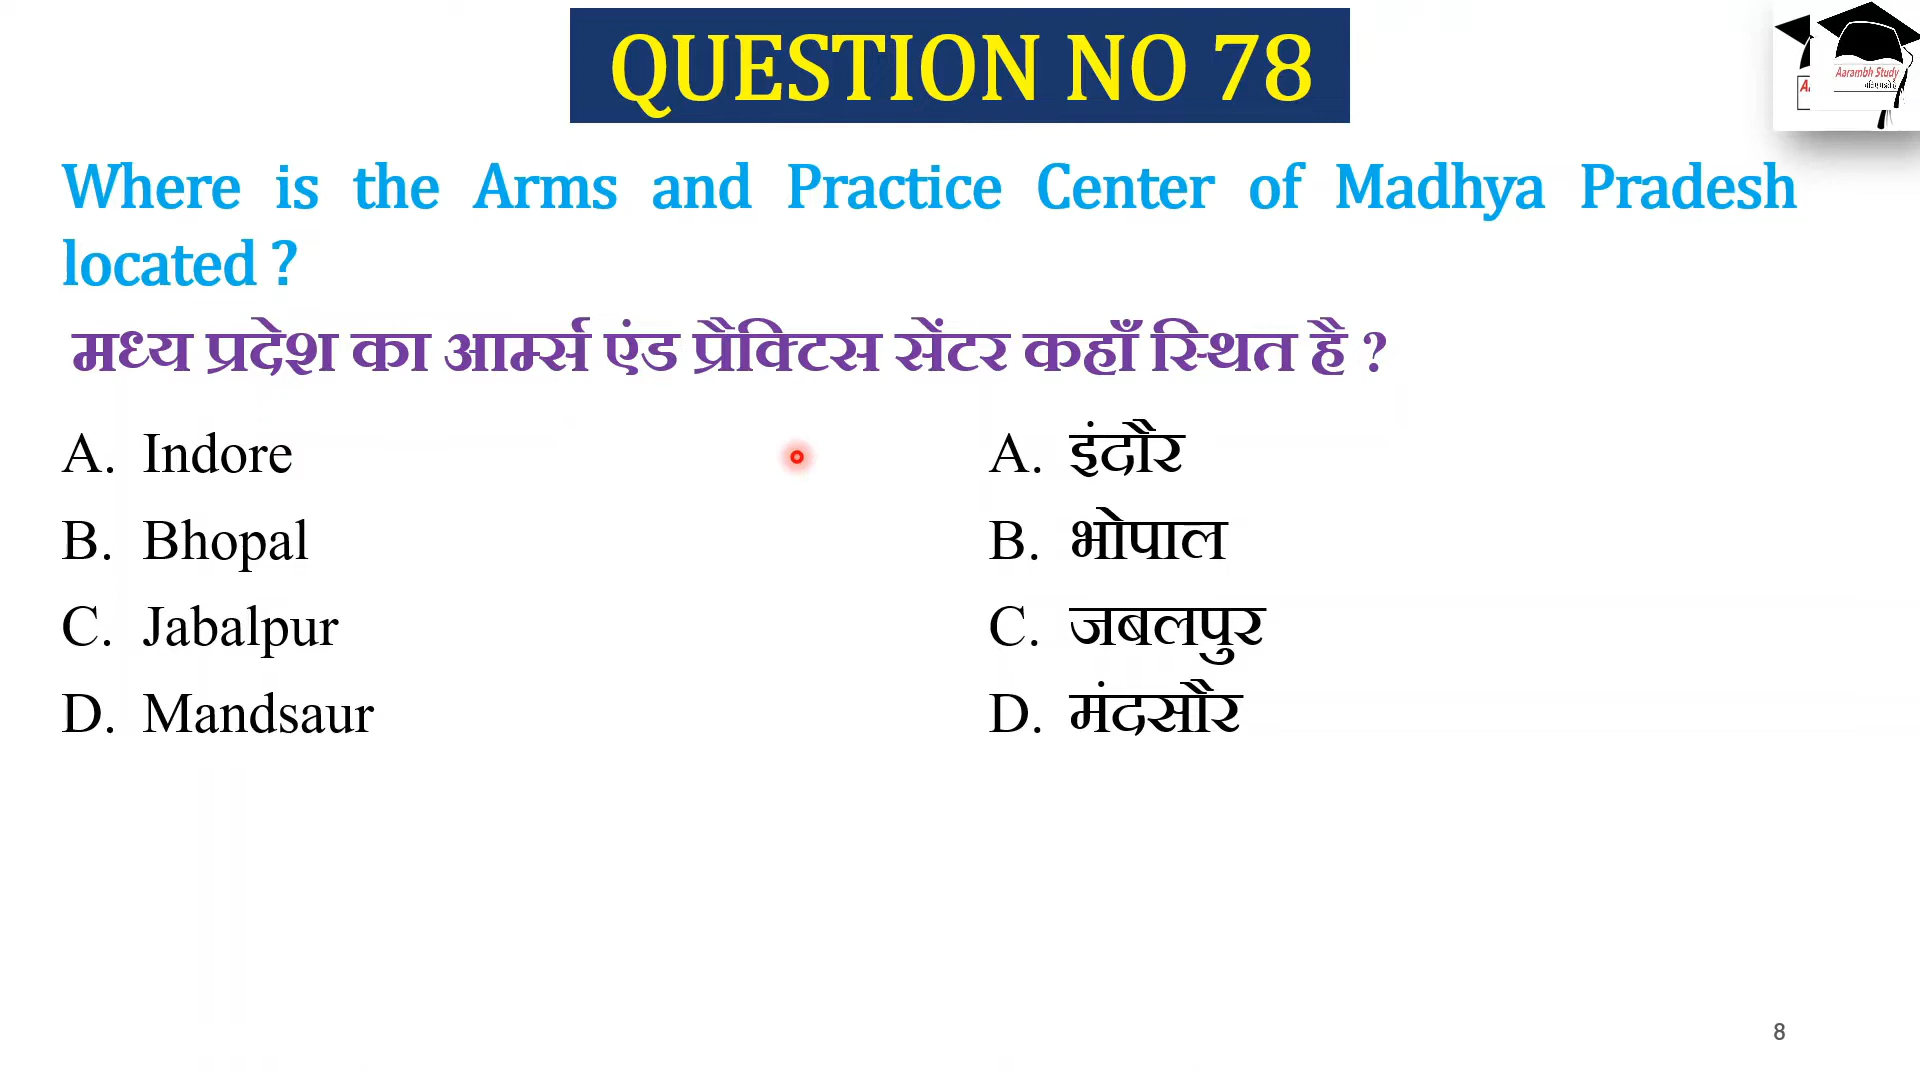 QUESTION NO 78
Aarambh Study
Where is the Arms and Practice Center of Madhya Pradesh
located ?
मध्य प्रदेश का आर्म्स एंड प्रैक्टिस सेंटर कहाँ स्थित है ?
A. Indore
B. Bhopal
C. Jabalpur
D. Mandsaur
A. इंदौर
B. भोपाल
C. जबलपुर
D. मंदसौर
8